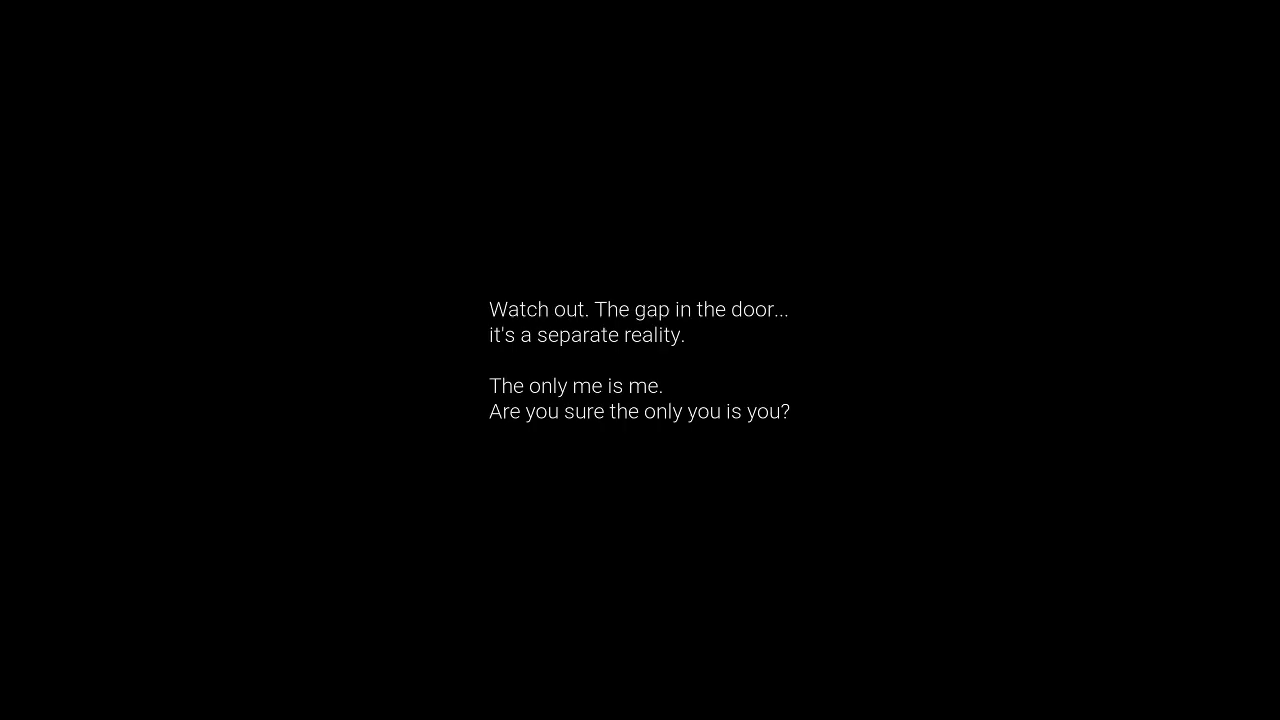 Watch out. The gap in the door...
it's a separate reality.
The only me is me.
Are you sure the only you is you?